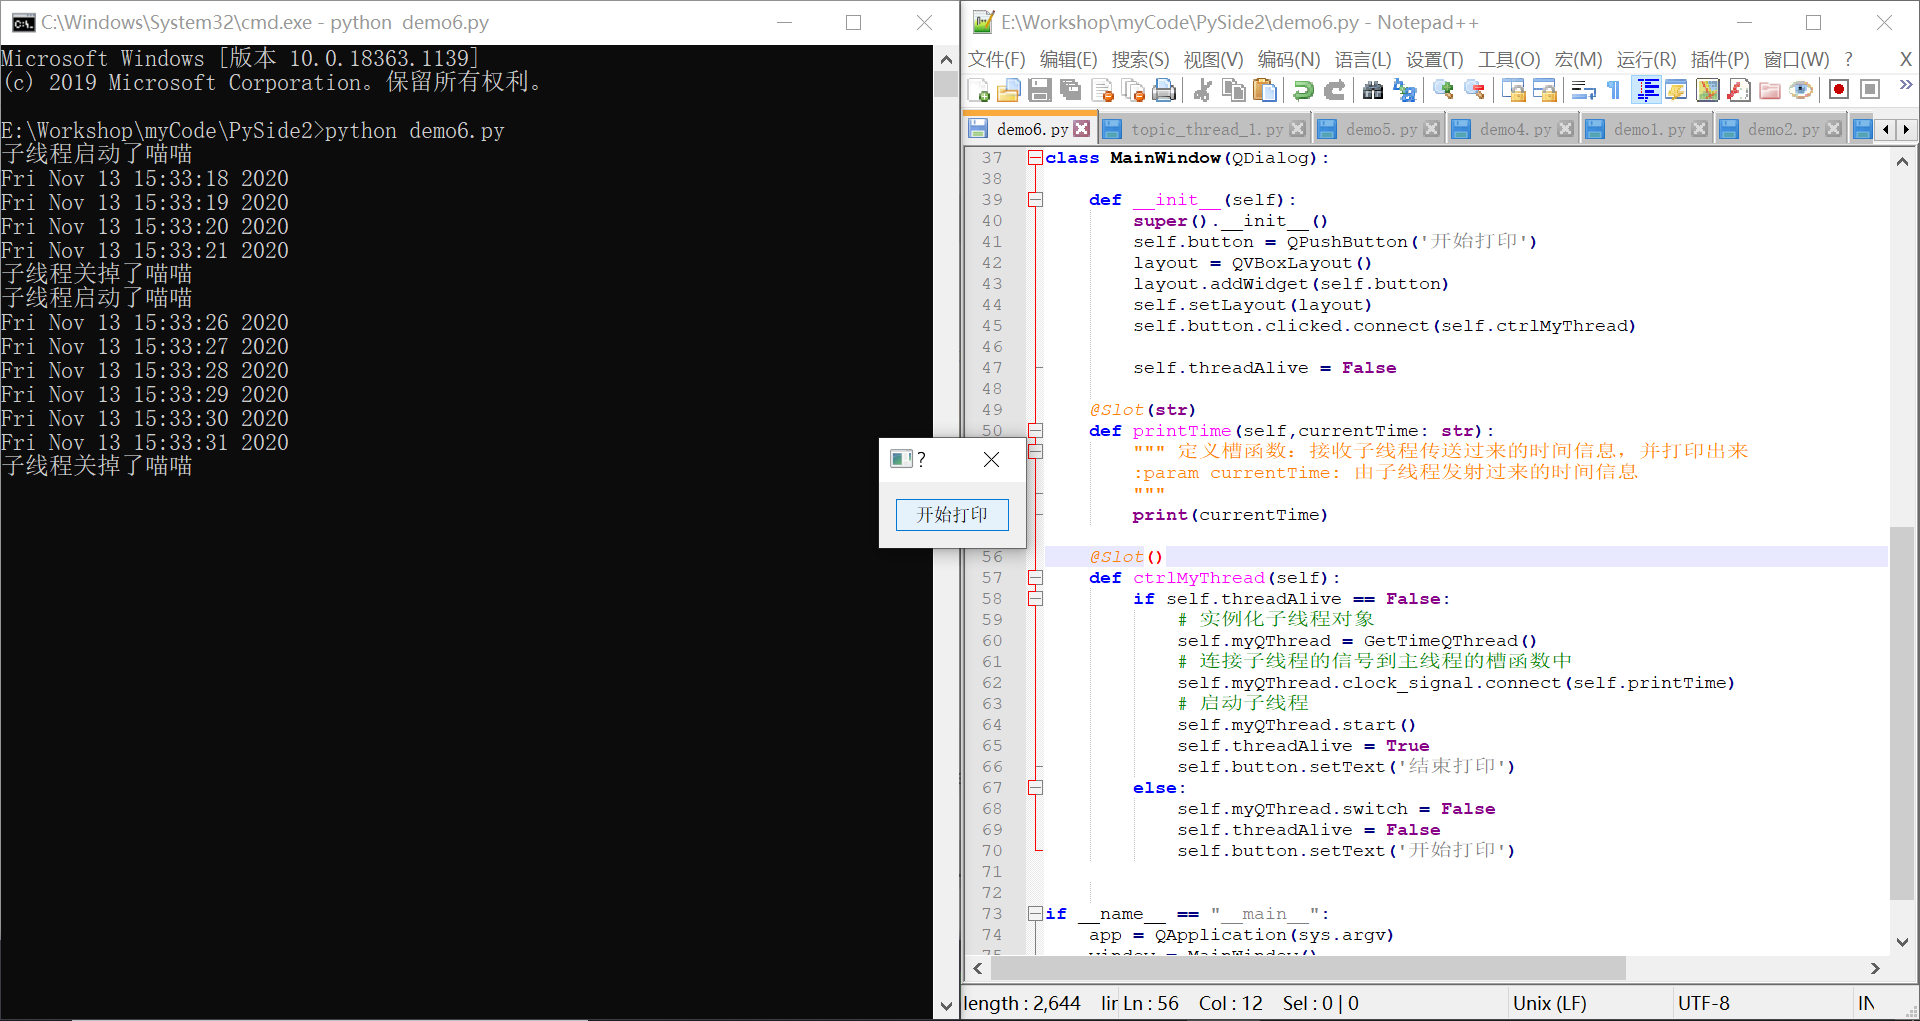 C:\Windows\System32\cmd.exe - python  demo6.py
Microsoft Windows [版本 10.0.18363.1139]
(c) 2019 Microsoft Corporation。保留所有权利。
E:\Workshop\myCode\PySide2>python demo6.py
子线程启动了喵喵
Fri Nov 13 15:33:18 2020
Fri Nov 13 15:33:19 2020
Fri Nov 13 15:33:20 2020
Fri Nov 13 15:33:21 2020
子线程关掉了喵喵
子线程启动了喵喵
Fri Nov 13 15:33:26 2020
Fri Nov 13 15:33:27 2020
Fri Nov 13 15:33:28 2020
Fri Nov 13 15:33:29 2020
Fri Nov 13 15:33:30 2020
Fri Nov 13 15:33:31 2020
子线程关掉了喵喵
?
开始打印
E:\Workshop\myCode\PySide2\demo6.py - Notepad++
文件(F) 编辑(E) 搜索(S) 视图(V) 编码(N) 语言(L) 设置(T) 工具(O) 宏(M) 运行(R) 插件(P) 窗口(W) ? X
demo6.py topic_thread_1.py demo5.py demo4.py demo1.py demo2.py
37 class MainWindow(QDialog):
38
39     def __init__(self):
40         super().__init__()
41         self.button = QPushButton('开始打印')
42         layout = QVBoxLayout()
43         layout.addWidget(self.button)
44         self.setLayout(layout)
45         self.button.clicked.connect(self.ctrlMyThread)
46
47         self.threadAlive = False
48
49     @Slot(str)
50     def printTime(self,currentTime: str):
        """ 定义槽函数: 接收子线程传送过来的时间信息, 并打印出来
        :param currentTime: 由子线程发射过来的时间信息
        """
        print(currentTime)
56     @Slot()
57     def ctrlMyThread(self):
58         if self.threadAlive == False:
59             # 实例化子线程对象
60             self.myQThread = GetTimeQThread()
61             # 连接子线程的信号到主线程的槽函数中
62             self.myQThread.clock_signal.connect(self.printTime)
63             # 启动子线程
64             self.myQThread.start()
65             self.threadAlive = True
66             self.button.setText('结束打印')
67         else:
68             self.myQThread.switch = False
69             self.threadAlive = False
70             self.button.setText('开始打印')
71
72
73 if __name__ == "__main__":
74     app = QApplication(sys.argv)
75     window = MainWindow()
length : 2,644 lir Ln : 56 Col : 12 Sel : 0 | 0 Unix (LF) UTF-8 IN